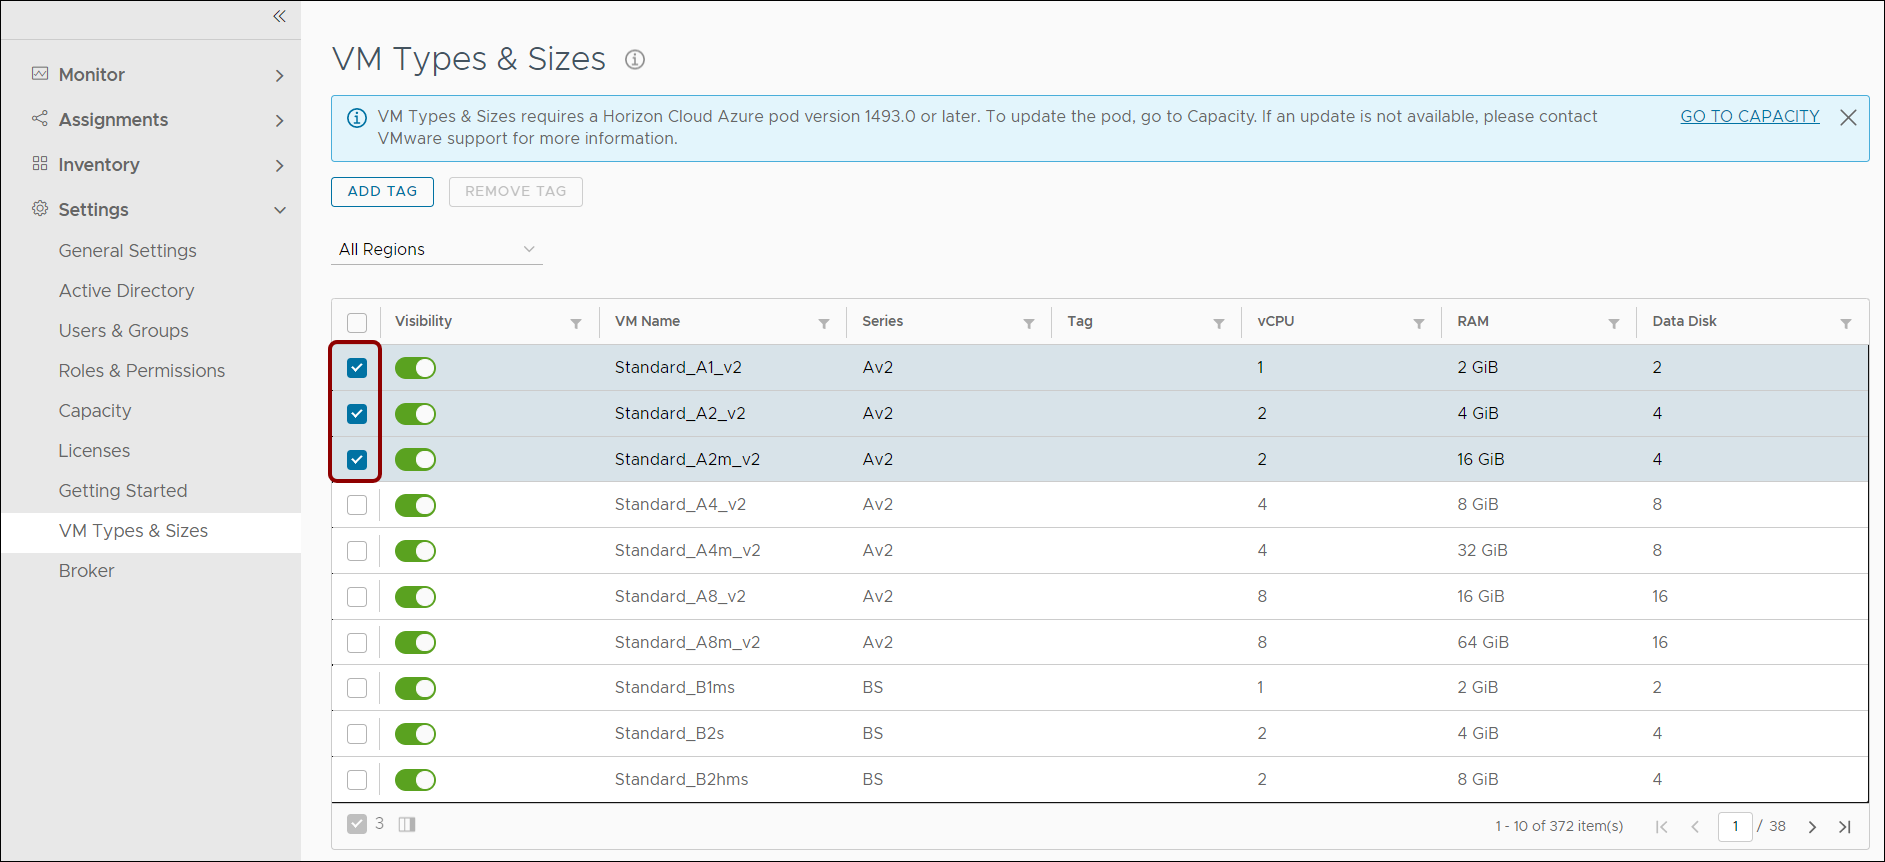 Monitor
Assignments
Inventory
Settings
General Settings
Active Directory
Users & Groups
Roles & Permissions
Capacity
Licenses
Getting Started
VM Types & Sizes
Broker
VM Types & Sizes
VM Types & Sizes requires a Horizon Cloud Azure pod version 1493.0 or later. To update the pod, go to Capacity. If an update is not available, please contact
VMware support for more information.
GO TO CAPACITY
ADD TAG REMOVE TAG
All Regions
Visibility VM Name Series Tag vCPU RAM Data Disk
Standard_A1_v2 Av2 1 2 GiB 2
Standard_A2_v2 Av2 2 4 GiB 4
Standard_A2m_v2 Av2 2 16 GiB 4
Standard_A4_v2 Av2 4 8 GiB 8
Standard_A4m_v2 Av2 4 32 GiB 8
Standard_A8_v2 Av2 8 16 GiB 16
Standard_A8m_v2 Av2 8 64 GiB 16
Standard_B1ms BS 1 2 GiB 2
Standard_B2s BS 2 4 GiB 4
Standard_B2hms BS 2 8 GiB 4
3 1 - 10 of 372 item(s) 1 / 38